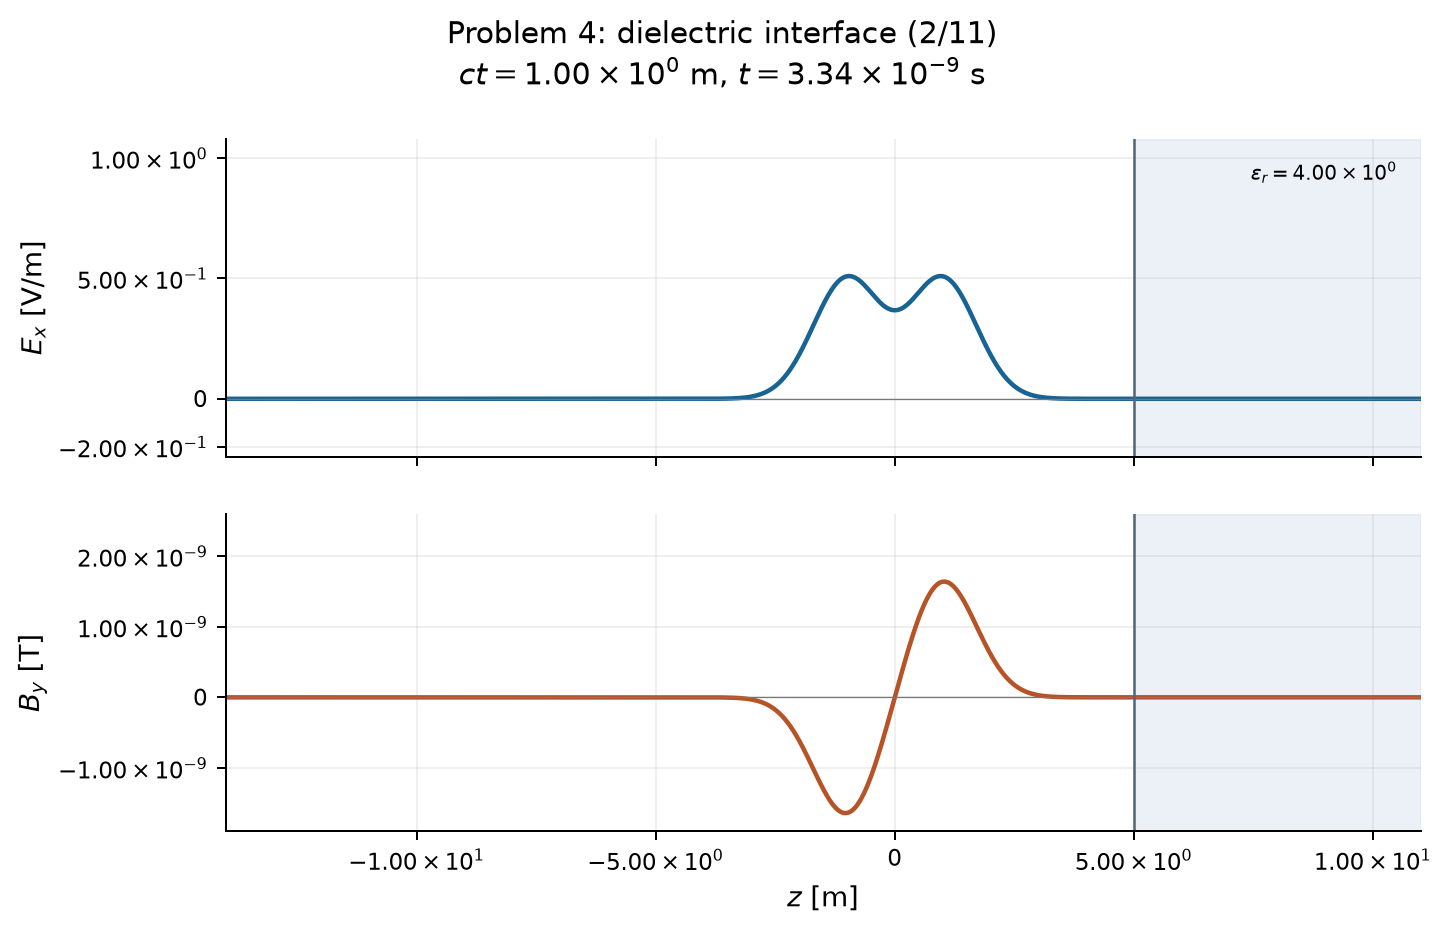 Problem 4: dielectric interface (2/11)
ct = 1.00 × 10⁰ m, t = 3.34 × 10⁻⁹ s
1.00 × 10⁰
5.00 × 10⁻¹
0
−2.00 × 10⁻¹
Eₓ [V/m]
εᵣ = 4.00 × 10⁰
2.00 × 10⁻⁹
1.00 × 10⁻⁹
0
−1.00 × 10⁻⁹
B_y [T]
−1.00 × 10¹
−5.00 × 10⁰
0
5.00 × 10⁰
1.00 × 10¹
z [m]